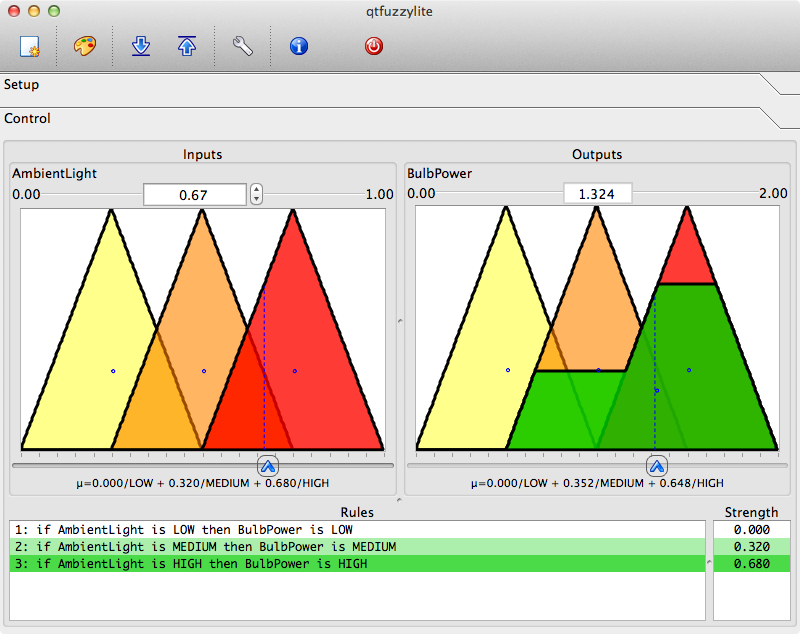 qtfuzzylite
Setup
Control
Inputs
AmbientLight
0.00 0.67 1.00
μ=0.000/LOW + 0.320/MEDIUM + 0.680/HIGH
Outputs
BulbPower
0.00 1.324 2.00
μ=0.000/LOW + 0.352/MEDIUM + 0.648/HIGH
Rules Strength
1: if AmbientLight is LOW then BulbPower is LOW 0.000
2: if AmbientLight is MEDIUM then BulbPower is MEDIUM 0.320
3: if AmbientLight is HIGH then BulbPower is HIGH 0.680